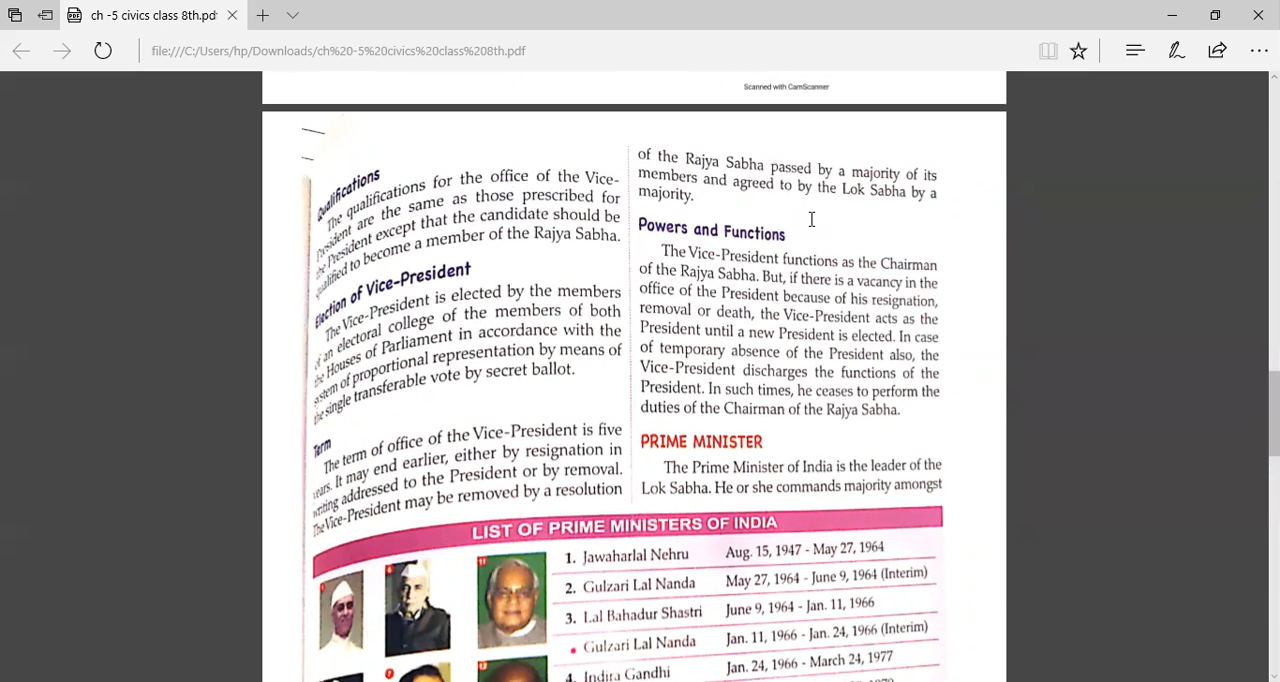 ch -5 civics class 8th.pdf
file:///C:/Users/hp/Downloads/ch%20-5%20civics%20class%208th.pdf
Scanned with CamScanner
Qualifications
The qualifications for the office of the Vice-
President are the same as those prescribed for
the President except that the candidate should be
qualified to become a member of the Rajya Sabha.
Election of Vice-President
The Vice-President is elected by the members
of an electoral college of the members of both
the Houses of Parliament in accordance with the
system of proportional representation by means of
the single transferable vote by secret ballot.
Term
The term of office of the Vice-President is five
years. It may end earlier, either by resignation in
writing addressed to the President or by removal.
The Vice-President may be removed by a resolution
of the Rajya Sabha passed by a majority of its
members and agreed to by the Lok Sabha by a
majority.
Powers and Functions
The Vice-President functions as the Chairman
of the Rajya Sabha. But, if there is a vacancy in the
office of the President because of his resignation,
removal or death, the Vice-President acts as the
President until a new President is elected. In case
of temporary absence of the President also, the
Vice-President discharges the functions of the
President. In such times, he ceases to perform the
duties of the Chairman of the Rajya Sabha.
PRIME MINISTER
The Prime Minister of India is the leader of the
Lok Sabha. He or she commands majority amongst
LIST OF PRIME MINISTERS OF INDIA
1. Jawaharlal Nehru Aug. 15, 1947 - May 27, 1964
2. Gulzari Lal Nanda May 27, 1964 - June 9, 1964 (Interim)
3. Lal Bahadur Shastri June 9, 1964 - Jan. 11, 1966
• Gulzari Lal Nanda Jan. 11, 1966 - Jan. 24, 1966 (Interim)
4. Indira Gandhi Jan. 24, 1966 - March 24, 1977